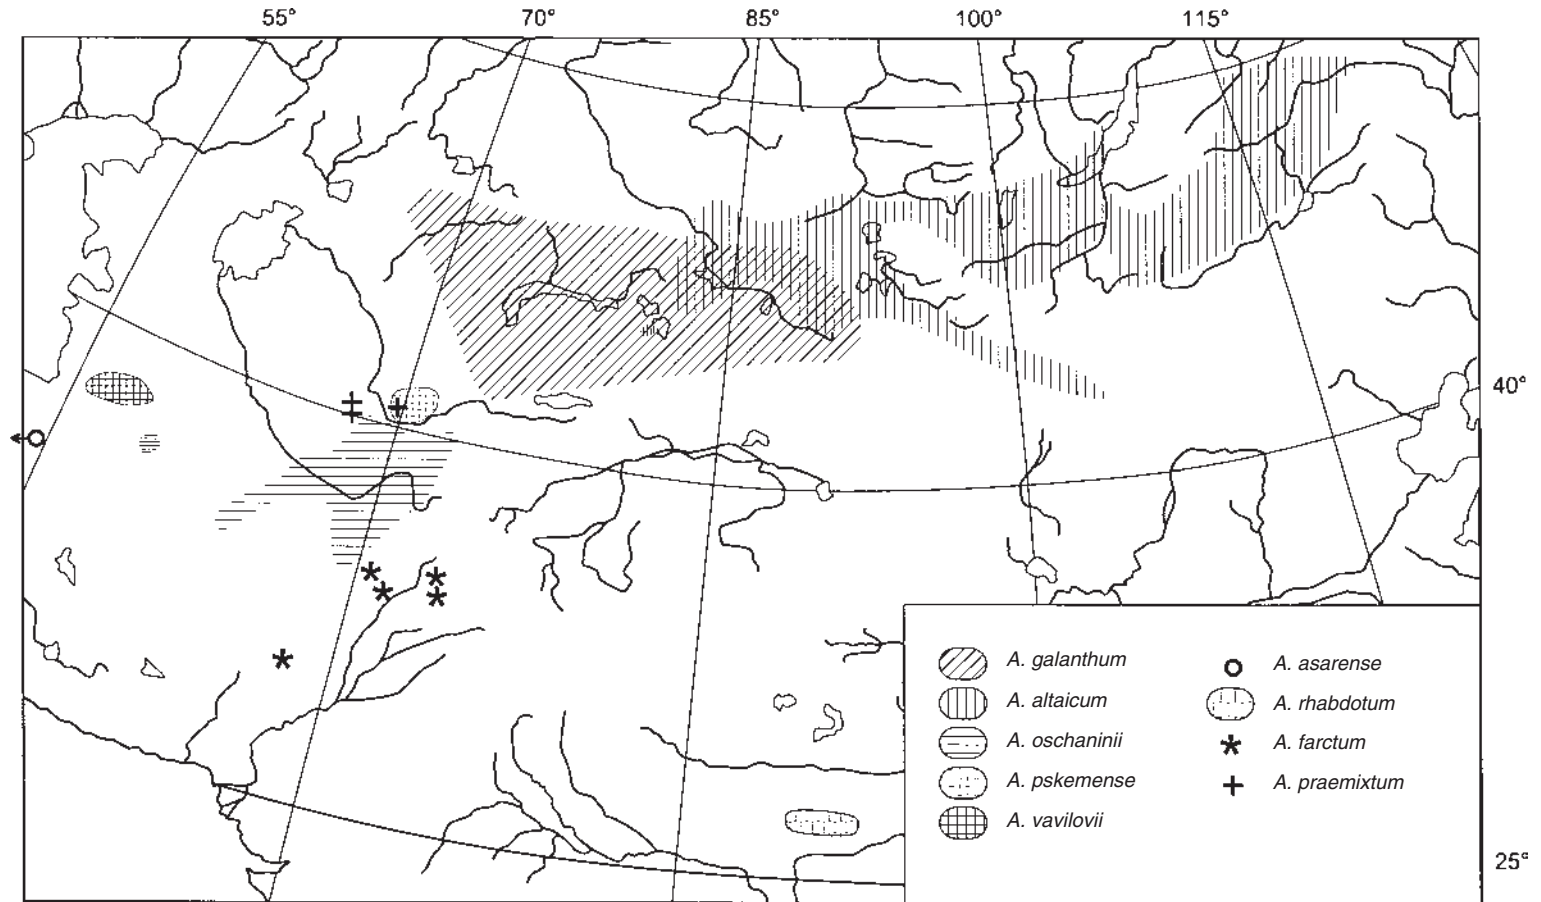 55° 70° 85° 100° 115°
40°
A. galanthum A. asarense
A. altaicum A. rhabdotum
A. oschaninii A. farctum
A. pskemense A. praemixtum
A. vavilovii
25°